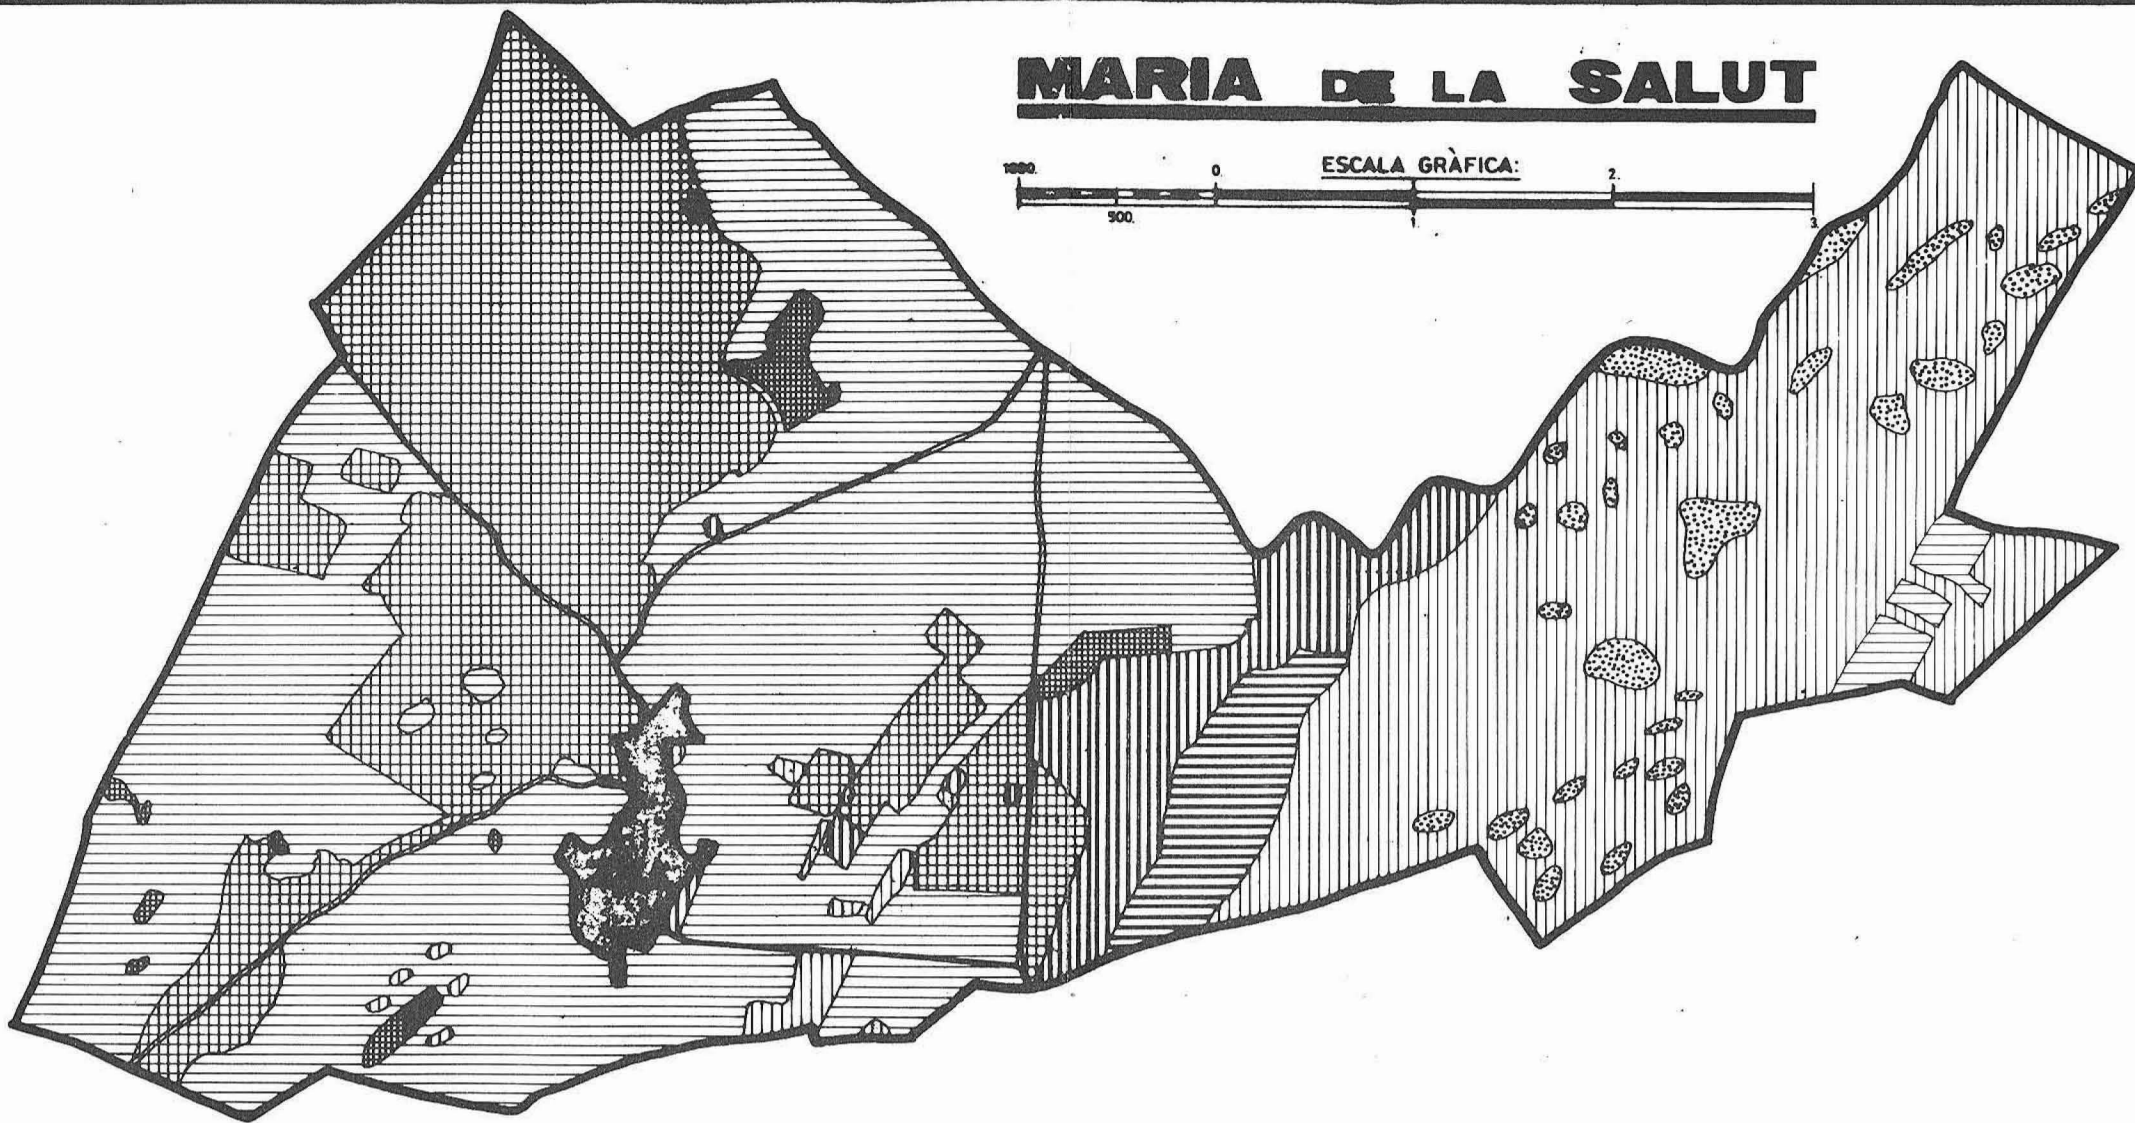 MARIA DE LA SALUT
ESCALA GRÀFICA:
1000. 0. 2.
500. 1. 3.